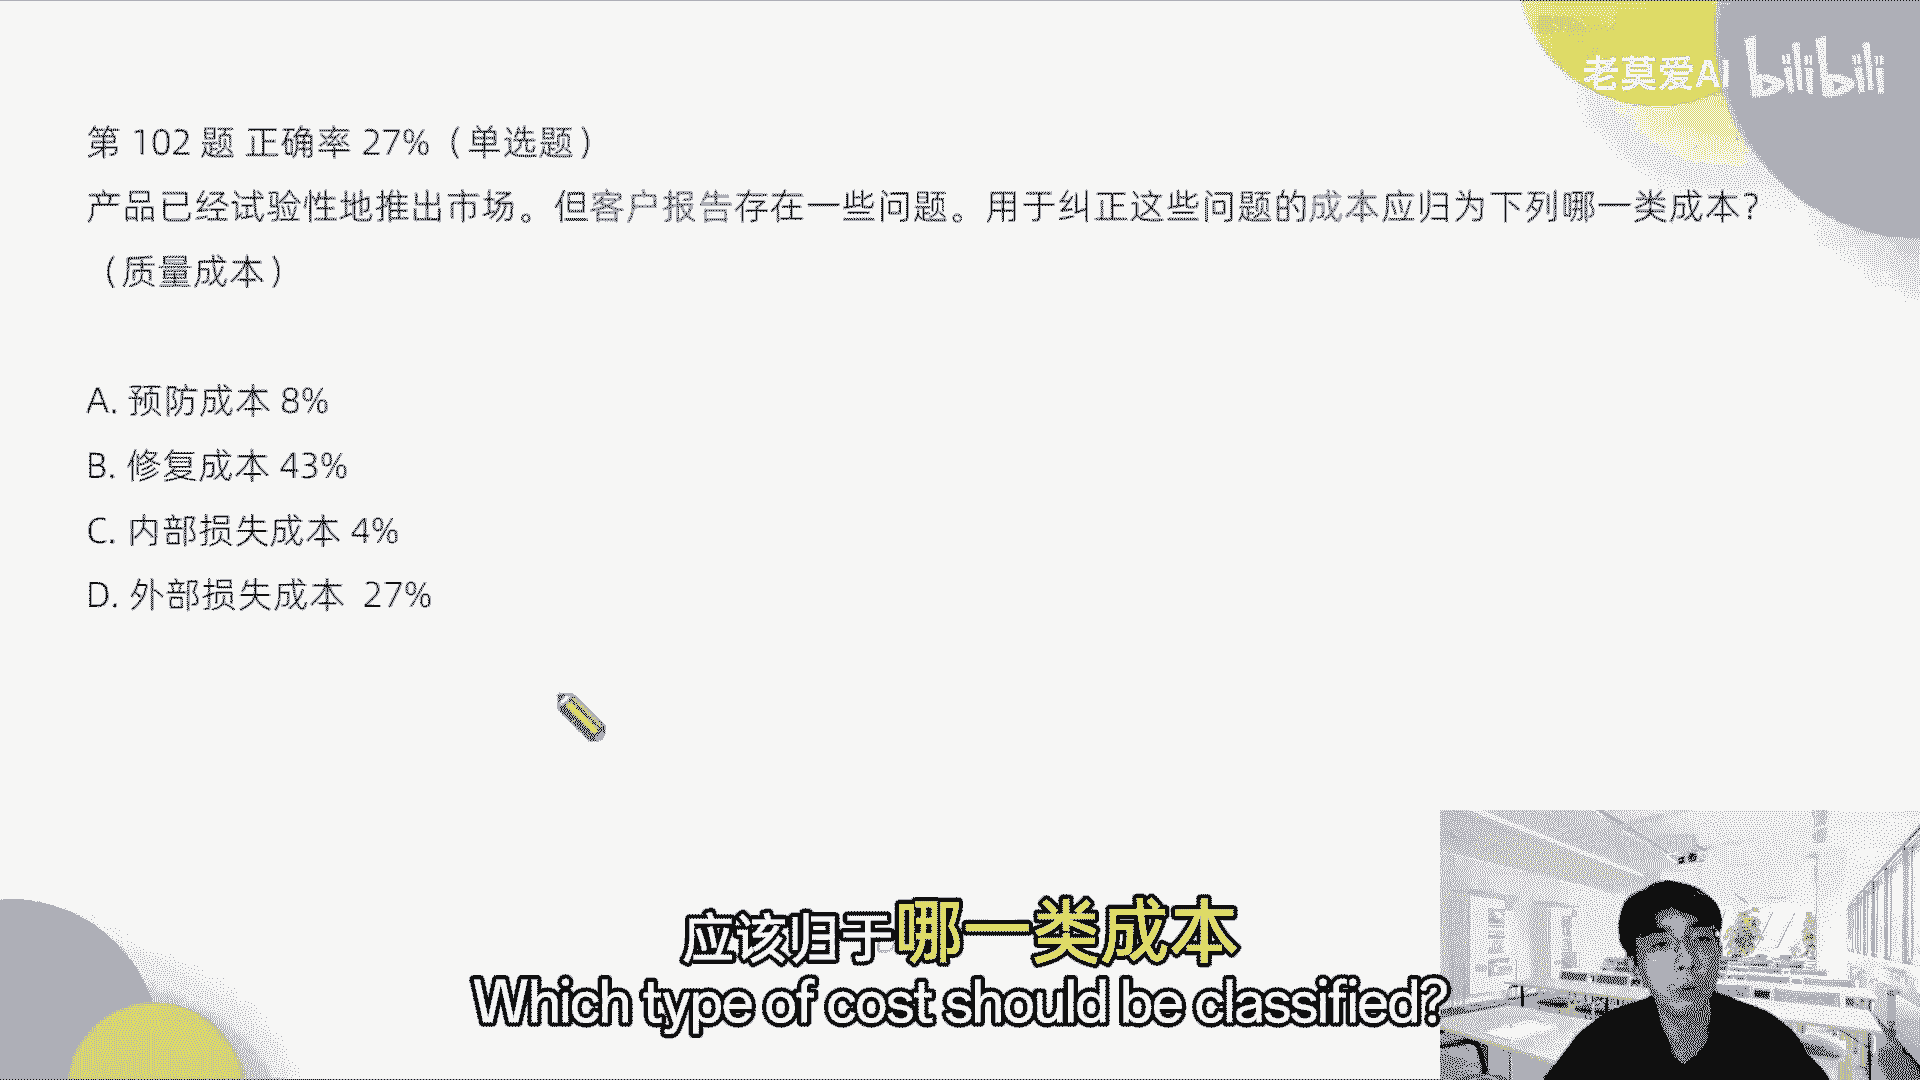 老莫爱AI bilibili
第 102 题 正确率 27%（单选题）
产品已经试验性地推出市场。但客户报告存在一些问题。用于纠正这些问题的成本应归为下列哪一类成本？
（质量成本）
A. 预防成本 8%
B. 修复成本 43%
C. 内部损失成本 4%
D. 外部损失成本 27%
应该归于哪一类成本
Which type of cost should be classified?